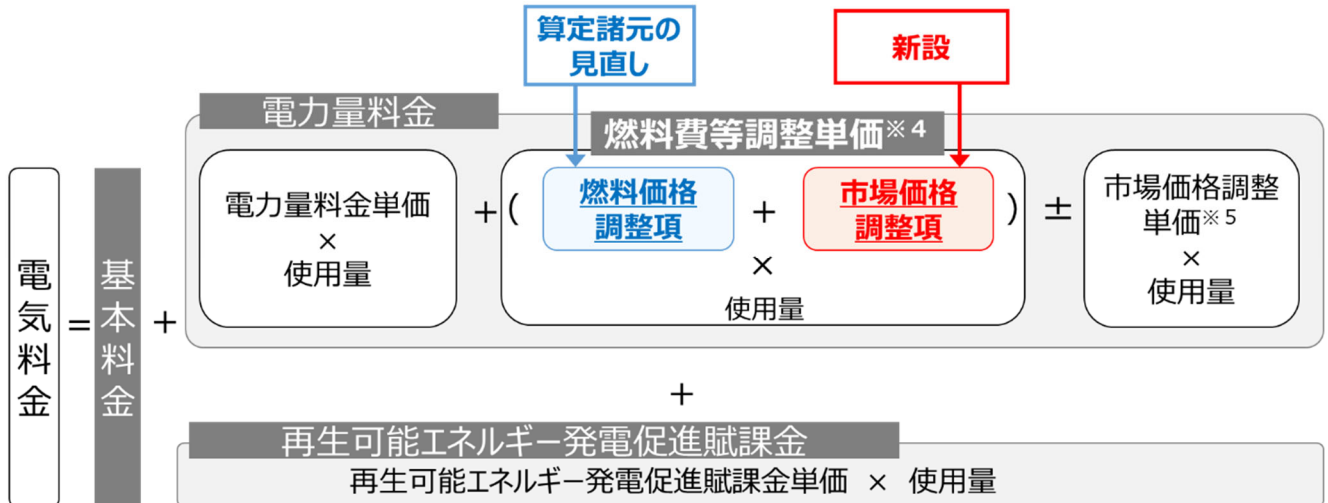 算定諸元の
見直し
新設
電力量料金
燃料費等調整単価※4
電力量料金単価
×
使用量
+
(
燃料価格
調整項
+
市場価格
調整項
)
×
使用量
±
市場価格調整
単価※5
×
使用量
電気料金
=
基本料金
+
+
再生可能エネルギー発電促進賦課金
再生可能エネルギー発電促進賦課金単価 × 使用量